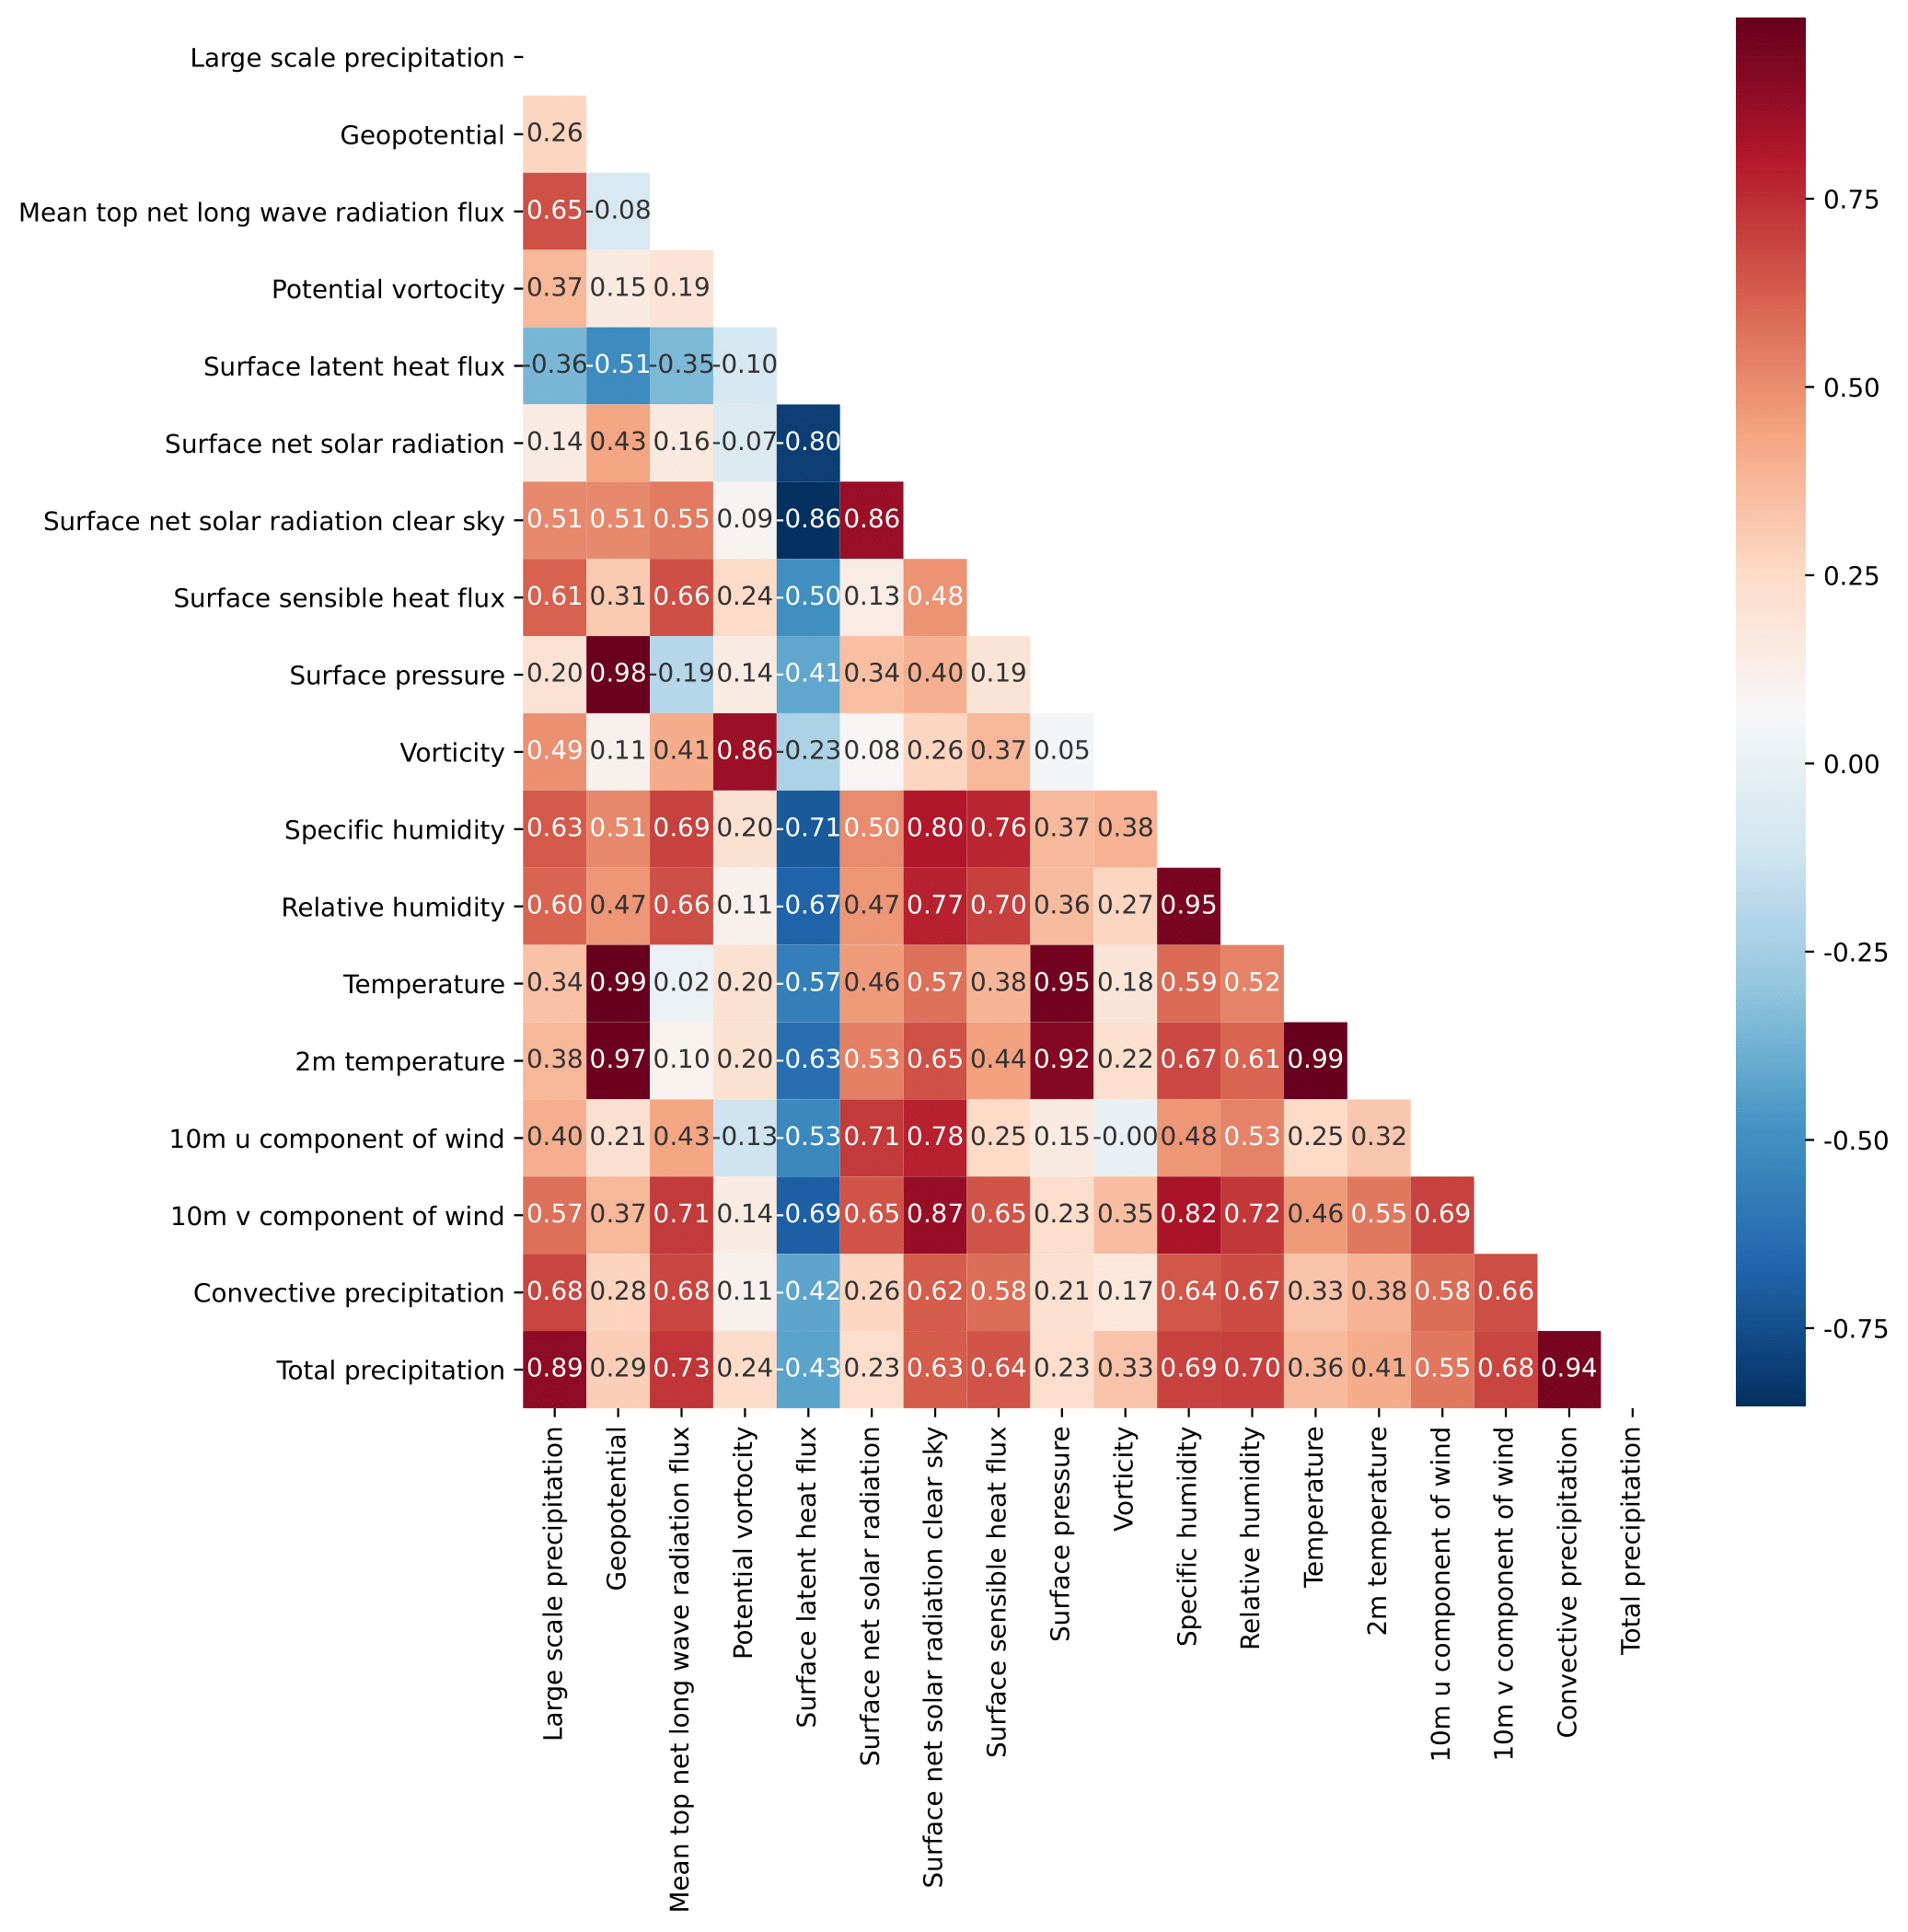 Large scale precipitation
Geopotential 0.26
Mean top net long wave radiation flux 0.65 -0.08
Potential vortocity 0.37 0.15 0.19
Surface latent heat flux -0.36 -0.51 -0.35 -0.10
Surface net solar radiation 0.14 0.43 0.16 -0.07 -0.80
Surface net solar radiation clear sky 0.51 0.51 0.55 0.09 -0.86 0.86
Surface sensible heat flux 0.61 0.31 0.66 0.24 -0.50 0.13 0.48
Surface pressure 0.20 0.98 -0.19 0.14 -0.41 0.34 0.40 0.19
Vorticity 0.49 0.11 0.41 0.86 -0.23 0.08 0.26 0.37 0.05
Specific humidity 0.63 0.51 0.69 0.20 -0.71 0.50 0.80 0.76 0.37 0.38
Relative humidity 0.60 0.47 0.66 0.11 -0.67 0.47 0.77 0.70 0.36 0.27 0.95
Temperature 0.34 0.99 0.02 0.20 -0.57 0.46 0.57 0.38 0.95 0.18 0.59 0.52
2m temperature 0.38 0.97 0.10 0.20 -0.63 0.53 0.65 0.44 0.92 0.22 0.67 0.61 0.99
10m u component of wind 0.40 0.21 0.43 -0.13 -0.53 0.71 0.78 0.25 0.15 -0.00 0.48 0.53 0.25 0.32
10m v component of wind 0.57 0.37 0.71 0.14 -0.69 0.65 0.87 0.65 0.23 0.35 0.82 0.72 0.46 0.55 0.69
Convective precipitation 0.68 0.28 0.68 0.11 -0.42 0.26 0.62 0.58 0.21 0.17 0.64 0.67 0.33 0.38 0.58 0.66
Total precipitation 0.89 0.29 0.73 0.24 -0.43 0.23 0.63 0.64 0.23 0.33 0.69 0.70 0.36 0.41 0.55 0.68 0.94
Large scale precipitation
Geopotential
Mean top net long wave radiation flux
Potential vortocity
Surface latent heat flux
Surface net solar radiation
Surface net solar radiation clear sky
Surface sensible heat flux
Surface pressure
Vorticity
Specific humidity
Relative humidity
Temperature
2m temperature
10m u component of wind
10m v component of wind
Convective precipitation
Total precipitation
0.75
0.50
0.25
0.00
-0.25
-0.50
-0.75